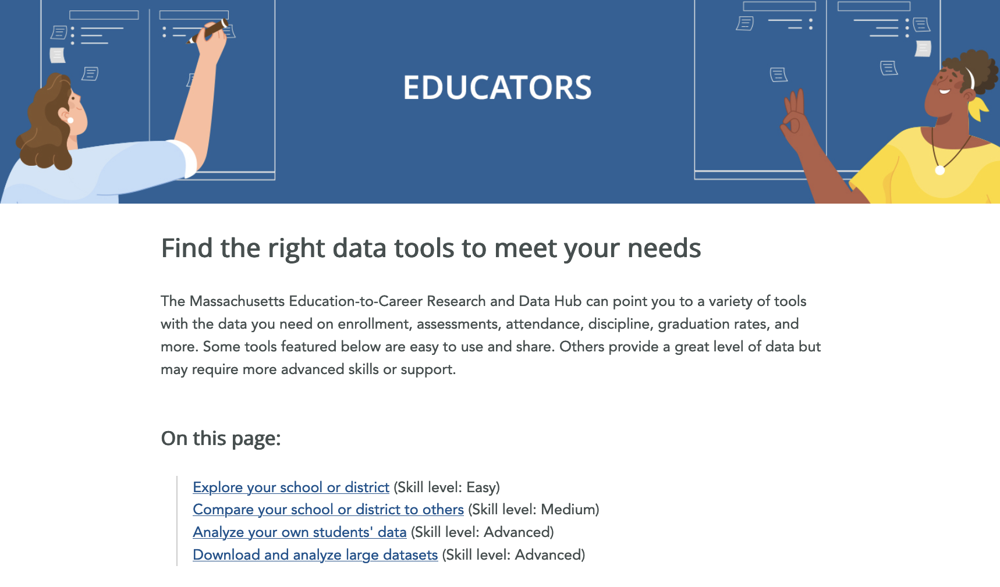 EDUCATORS
Find the right data tools to meet your needs
The Massachusetts Education-to-Career Research and Data Hub can point you to a variety of tools
with the data you need on enrollment, assessments, attendance, discipline, graduation rates, and
more. Some tools featured below are easy to use and share. Others provide a great level of data but
may require more advanced skills or support.
On this page:
Explore your school or district (Skill level: Easy)
Compare your school or district to others (Skill level: Medium)
Analyze your own students' data (Skill level: Advanced)
Download and analyze large datasets (Skill level: Advanced)